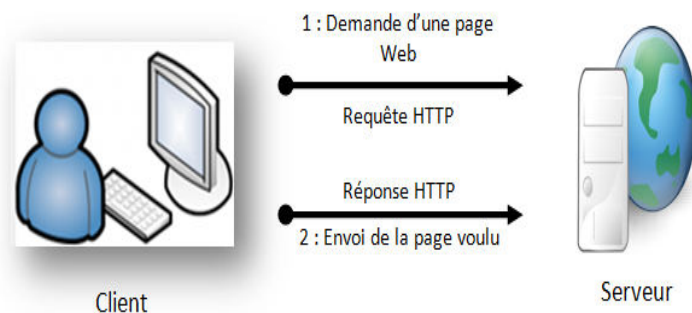 1 : Demande d'une page
Web
Requête HTTP
Réponse HTTP
2 : Envoi de la page voulu
Client
Serveur